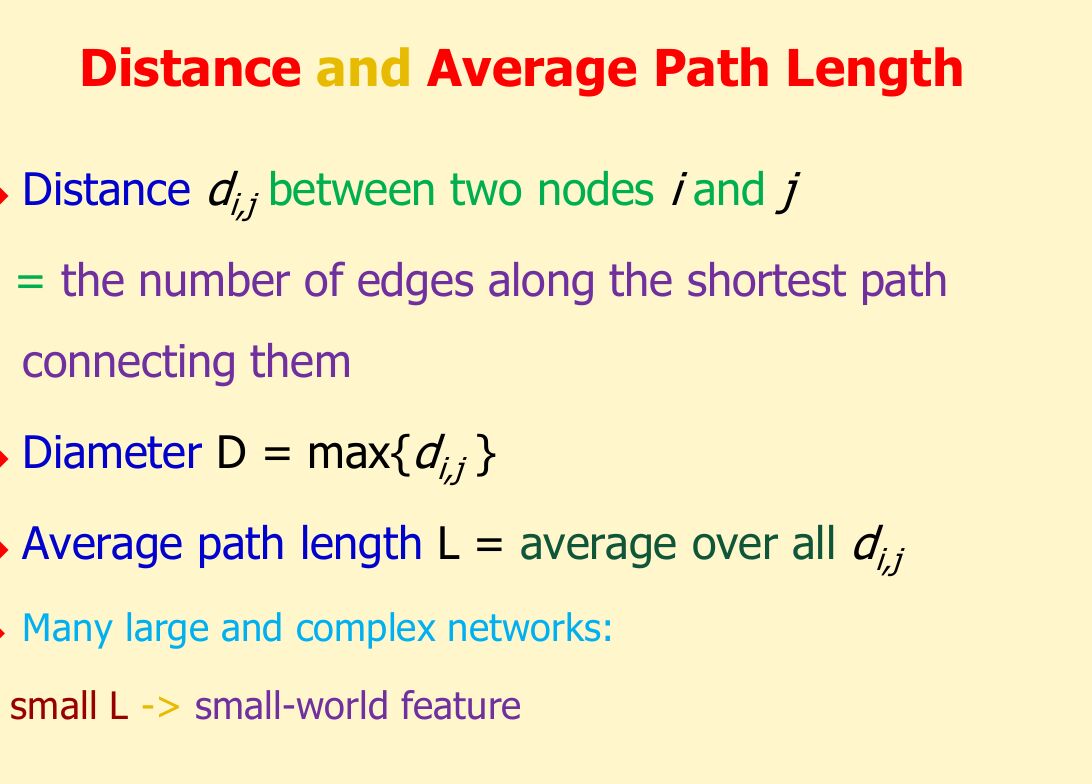 Distance and Average Path Length
Distance d_{i,j} between two nodes i and j
= the number of edges along the shortest path
connecting them
Diameter D = max{d_{i,j} }
Average path length L = average over all d_{i,j}
Many large and complex networks:
small L -> small-world feature